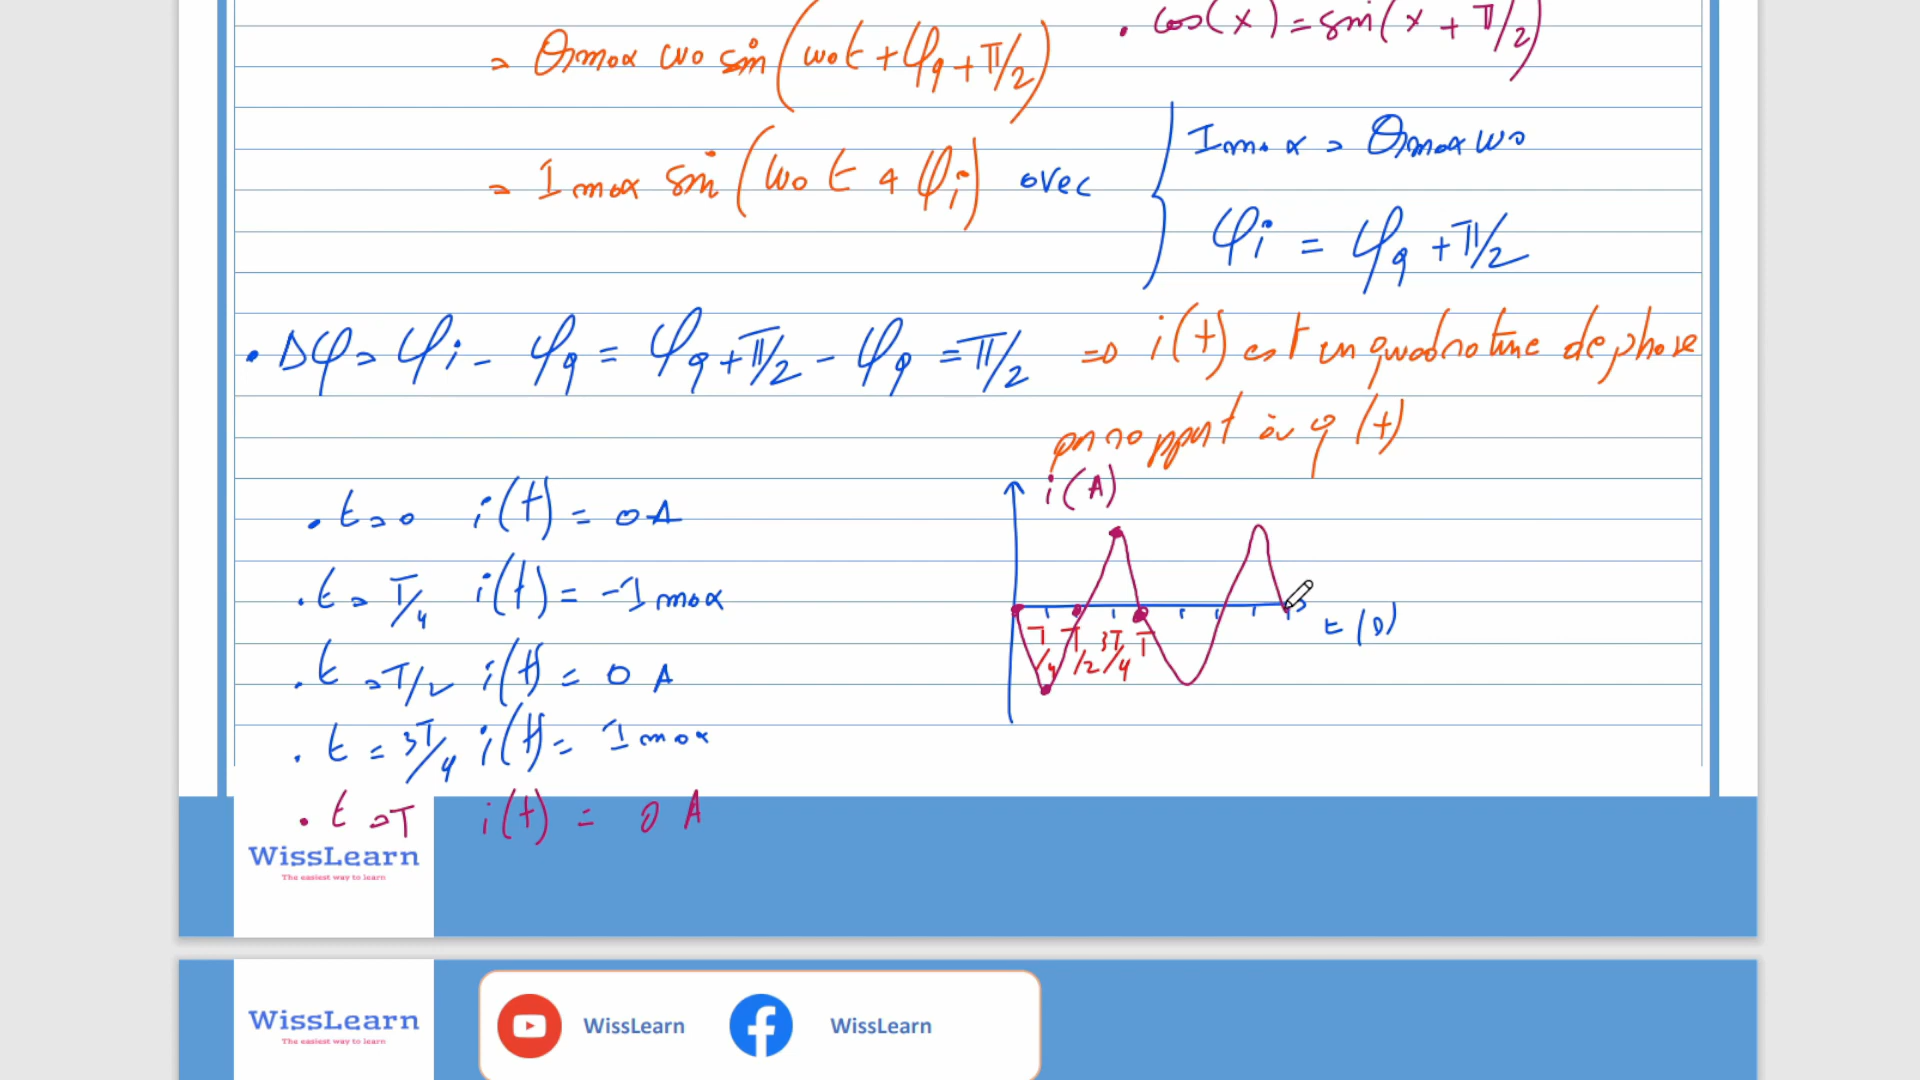 • cos(x) = sin(x + π/2)
= Qmax ω0 sin(ω0t + φq + π/2)
= Imax sin(ω0t + φi) avec
Imax = Qmax ω0
φi = φq + π/2
• Δφ = φi - φq = φq + π/2 - φq = π/2 => i(t) est en quadrature de phase
par rapport à q(t)
i(A)
• t = 0 i(t) = 0 A
• t = T/4 i(t) = -Imax
• t = T/2 i(t) = 0 A
• t = 3T/4 i(t) = Imax
• t = T i(t) = 0 A
T/4 T/2 3T/4 T
t(s)
WissLearn
The easiest way to learn
WissLearn
The easiest way to learn
WissLearn
WissLearn